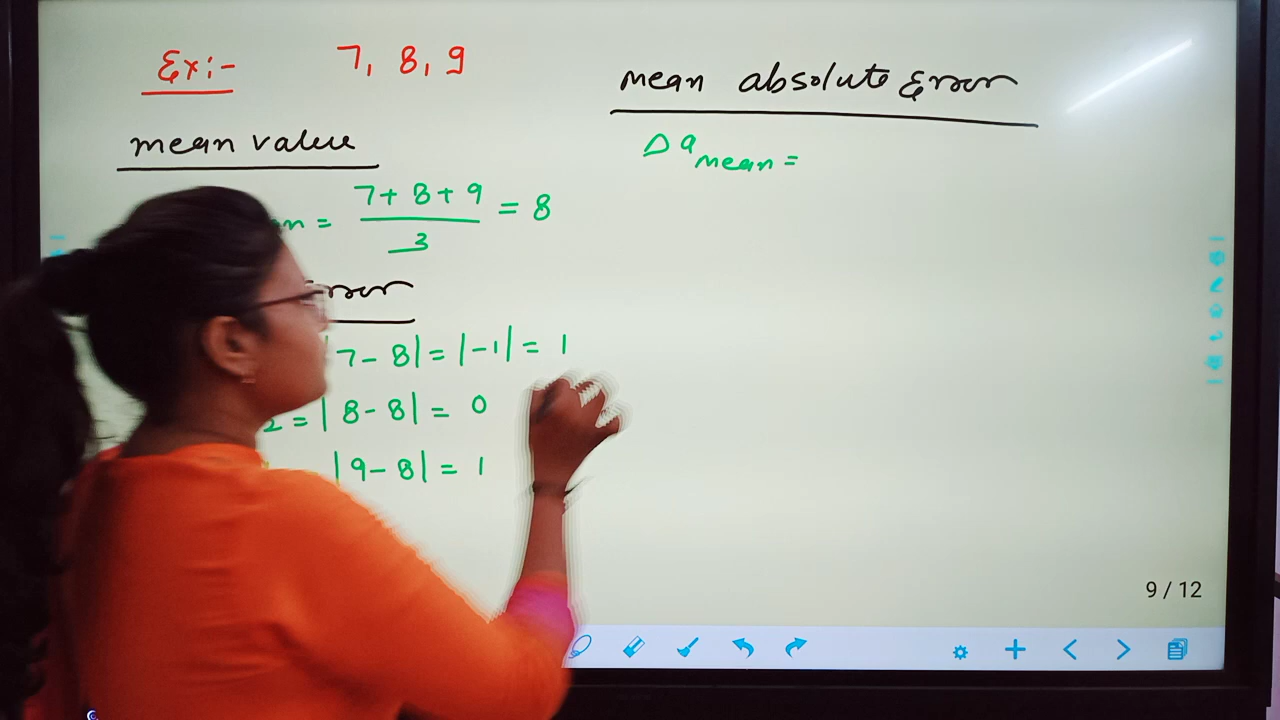 Ex:- 7, 8, 9
mean value
= 7+8+9 / 3 = 8
|7-8| = |-1| = 1
2 = |8-8| = 0
|9-8| = 1
mean absolute Error
Δa mean =
9 / 12